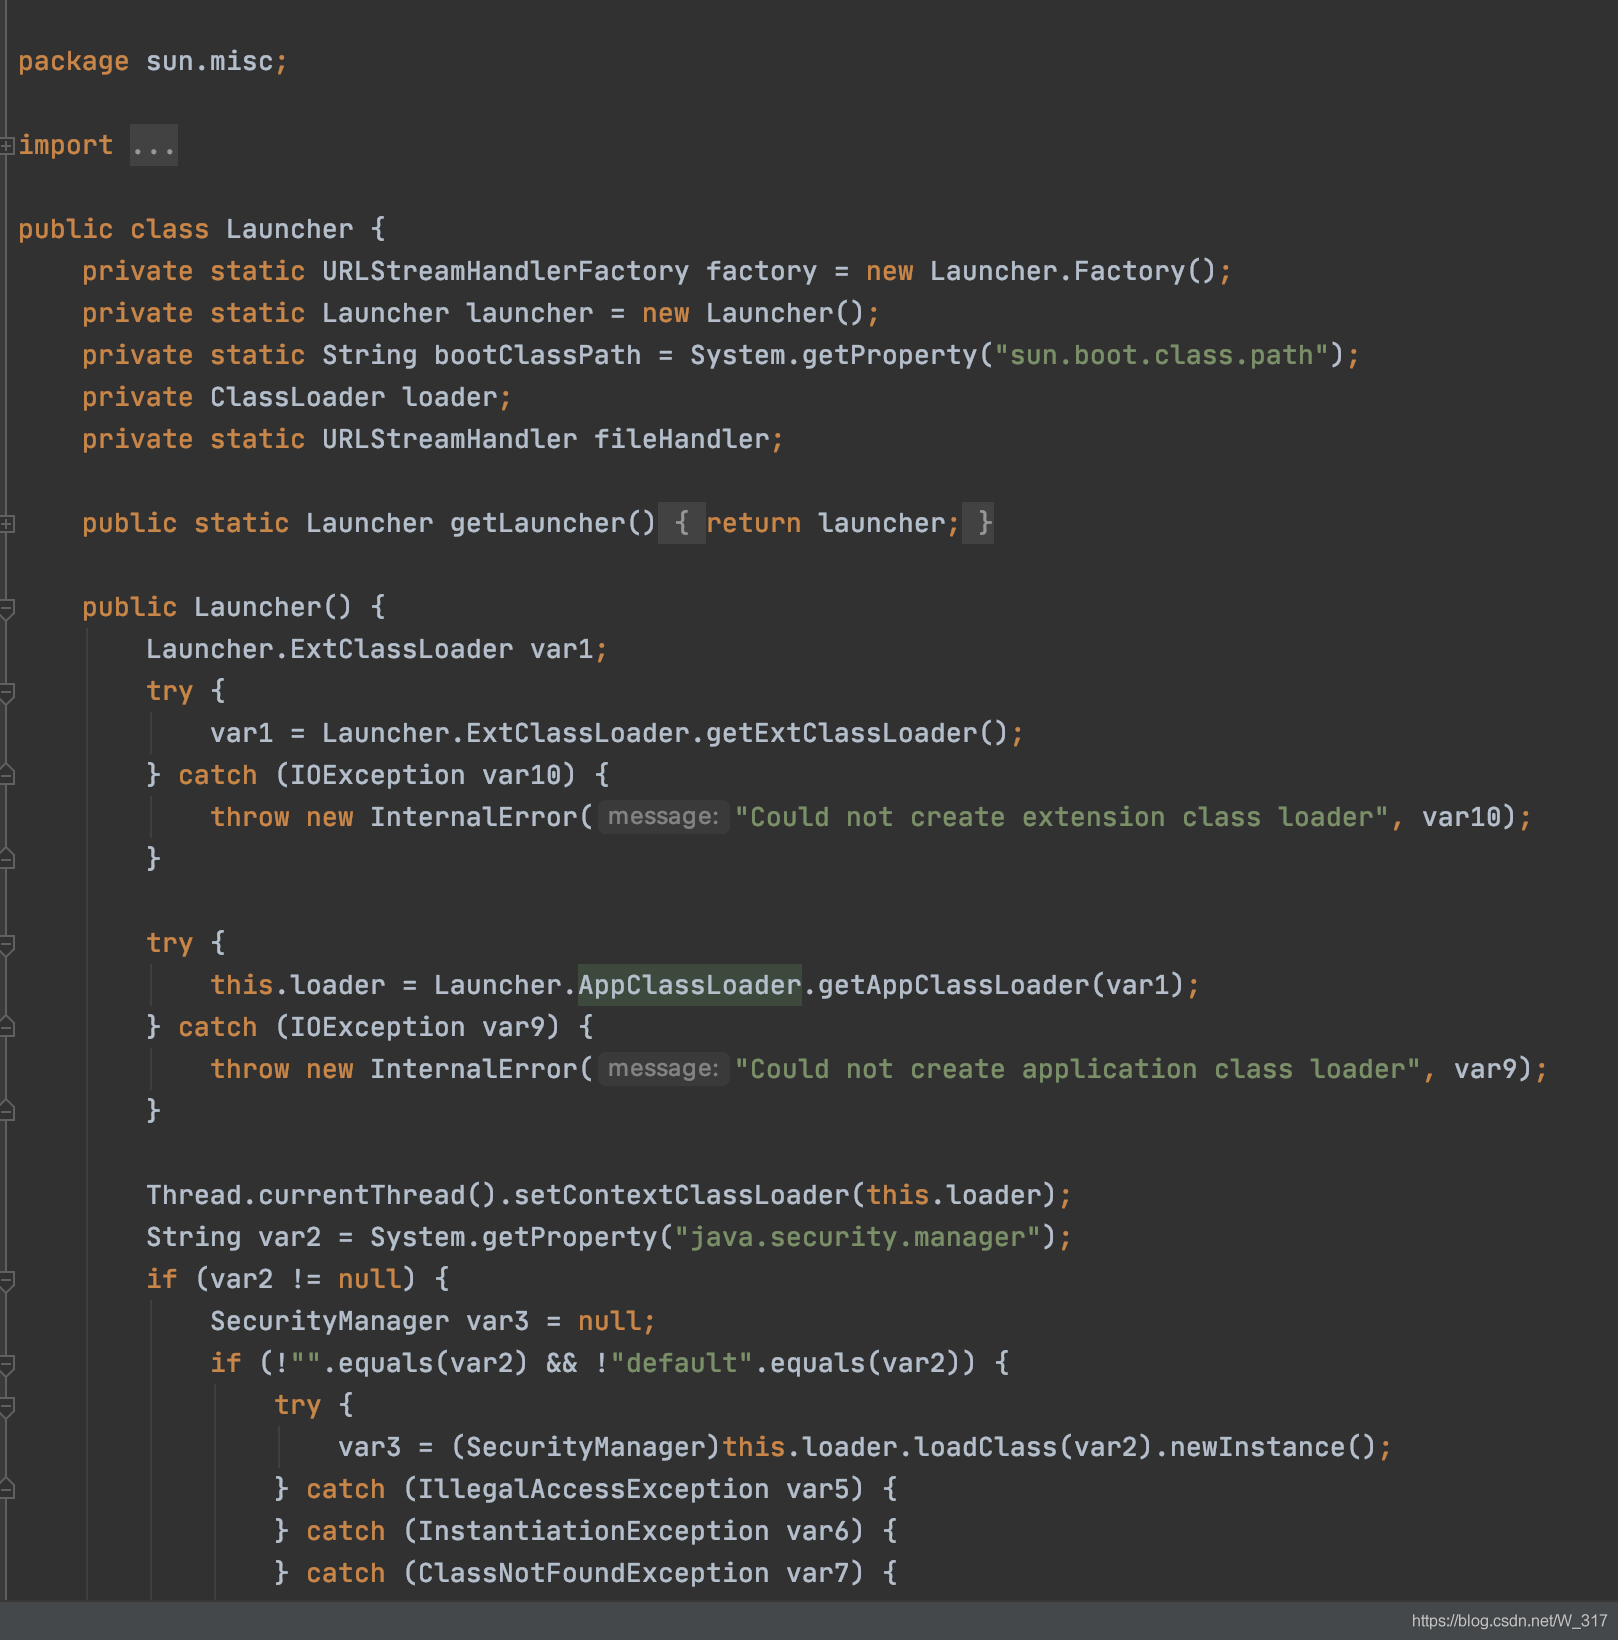 package sun.misc;
import ...
public class Launcher {
    private static URLStreamHandlerFactory factory = new Launcher.Factory();
    private static Launcher launcher = new Launcher();
    private static String bootClassPath = System.getProperty("sun.boot.class.path");
    private ClassLoader loader;
    private static URLStreamHandler fileHandler;
    public static Launcher getLauncher() { return launcher; }
    public Launcher() {
        Launcher.ExtClassLoader var1;
        try {
            var1 = Launcher.ExtClassLoader.getExtClassLoader();
        } catch (IOException var10) {
            throw new InternalError( message: "Could not create extension class loader", var10);
        }
        try {
            this.loader = Launcher.AppClassLoader.getAppClassLoader(var1);
        } catch (IOException var9) {
            throw new InternalError( message: "Could not create application class loader", var9);
        }
        Thread.currentThread().setContextClassLoader(this.loader);
        String var2 = System.getProperty("java.security.manager");
        if (var2 != null) {
            SecurityManager var3 = null;
            if (!"".equals(var2) && !"default".equals(var2)) {
                try {
                    var3 = (SecurityManager)this.loader.loadClass(var2).newInstance();
                } catch (IllegalAccessException var5) {
                } catch (InstantiationException var6) {
                } catch (ClassNotFoundException var7) {
https://blog.csdn.net/W_317